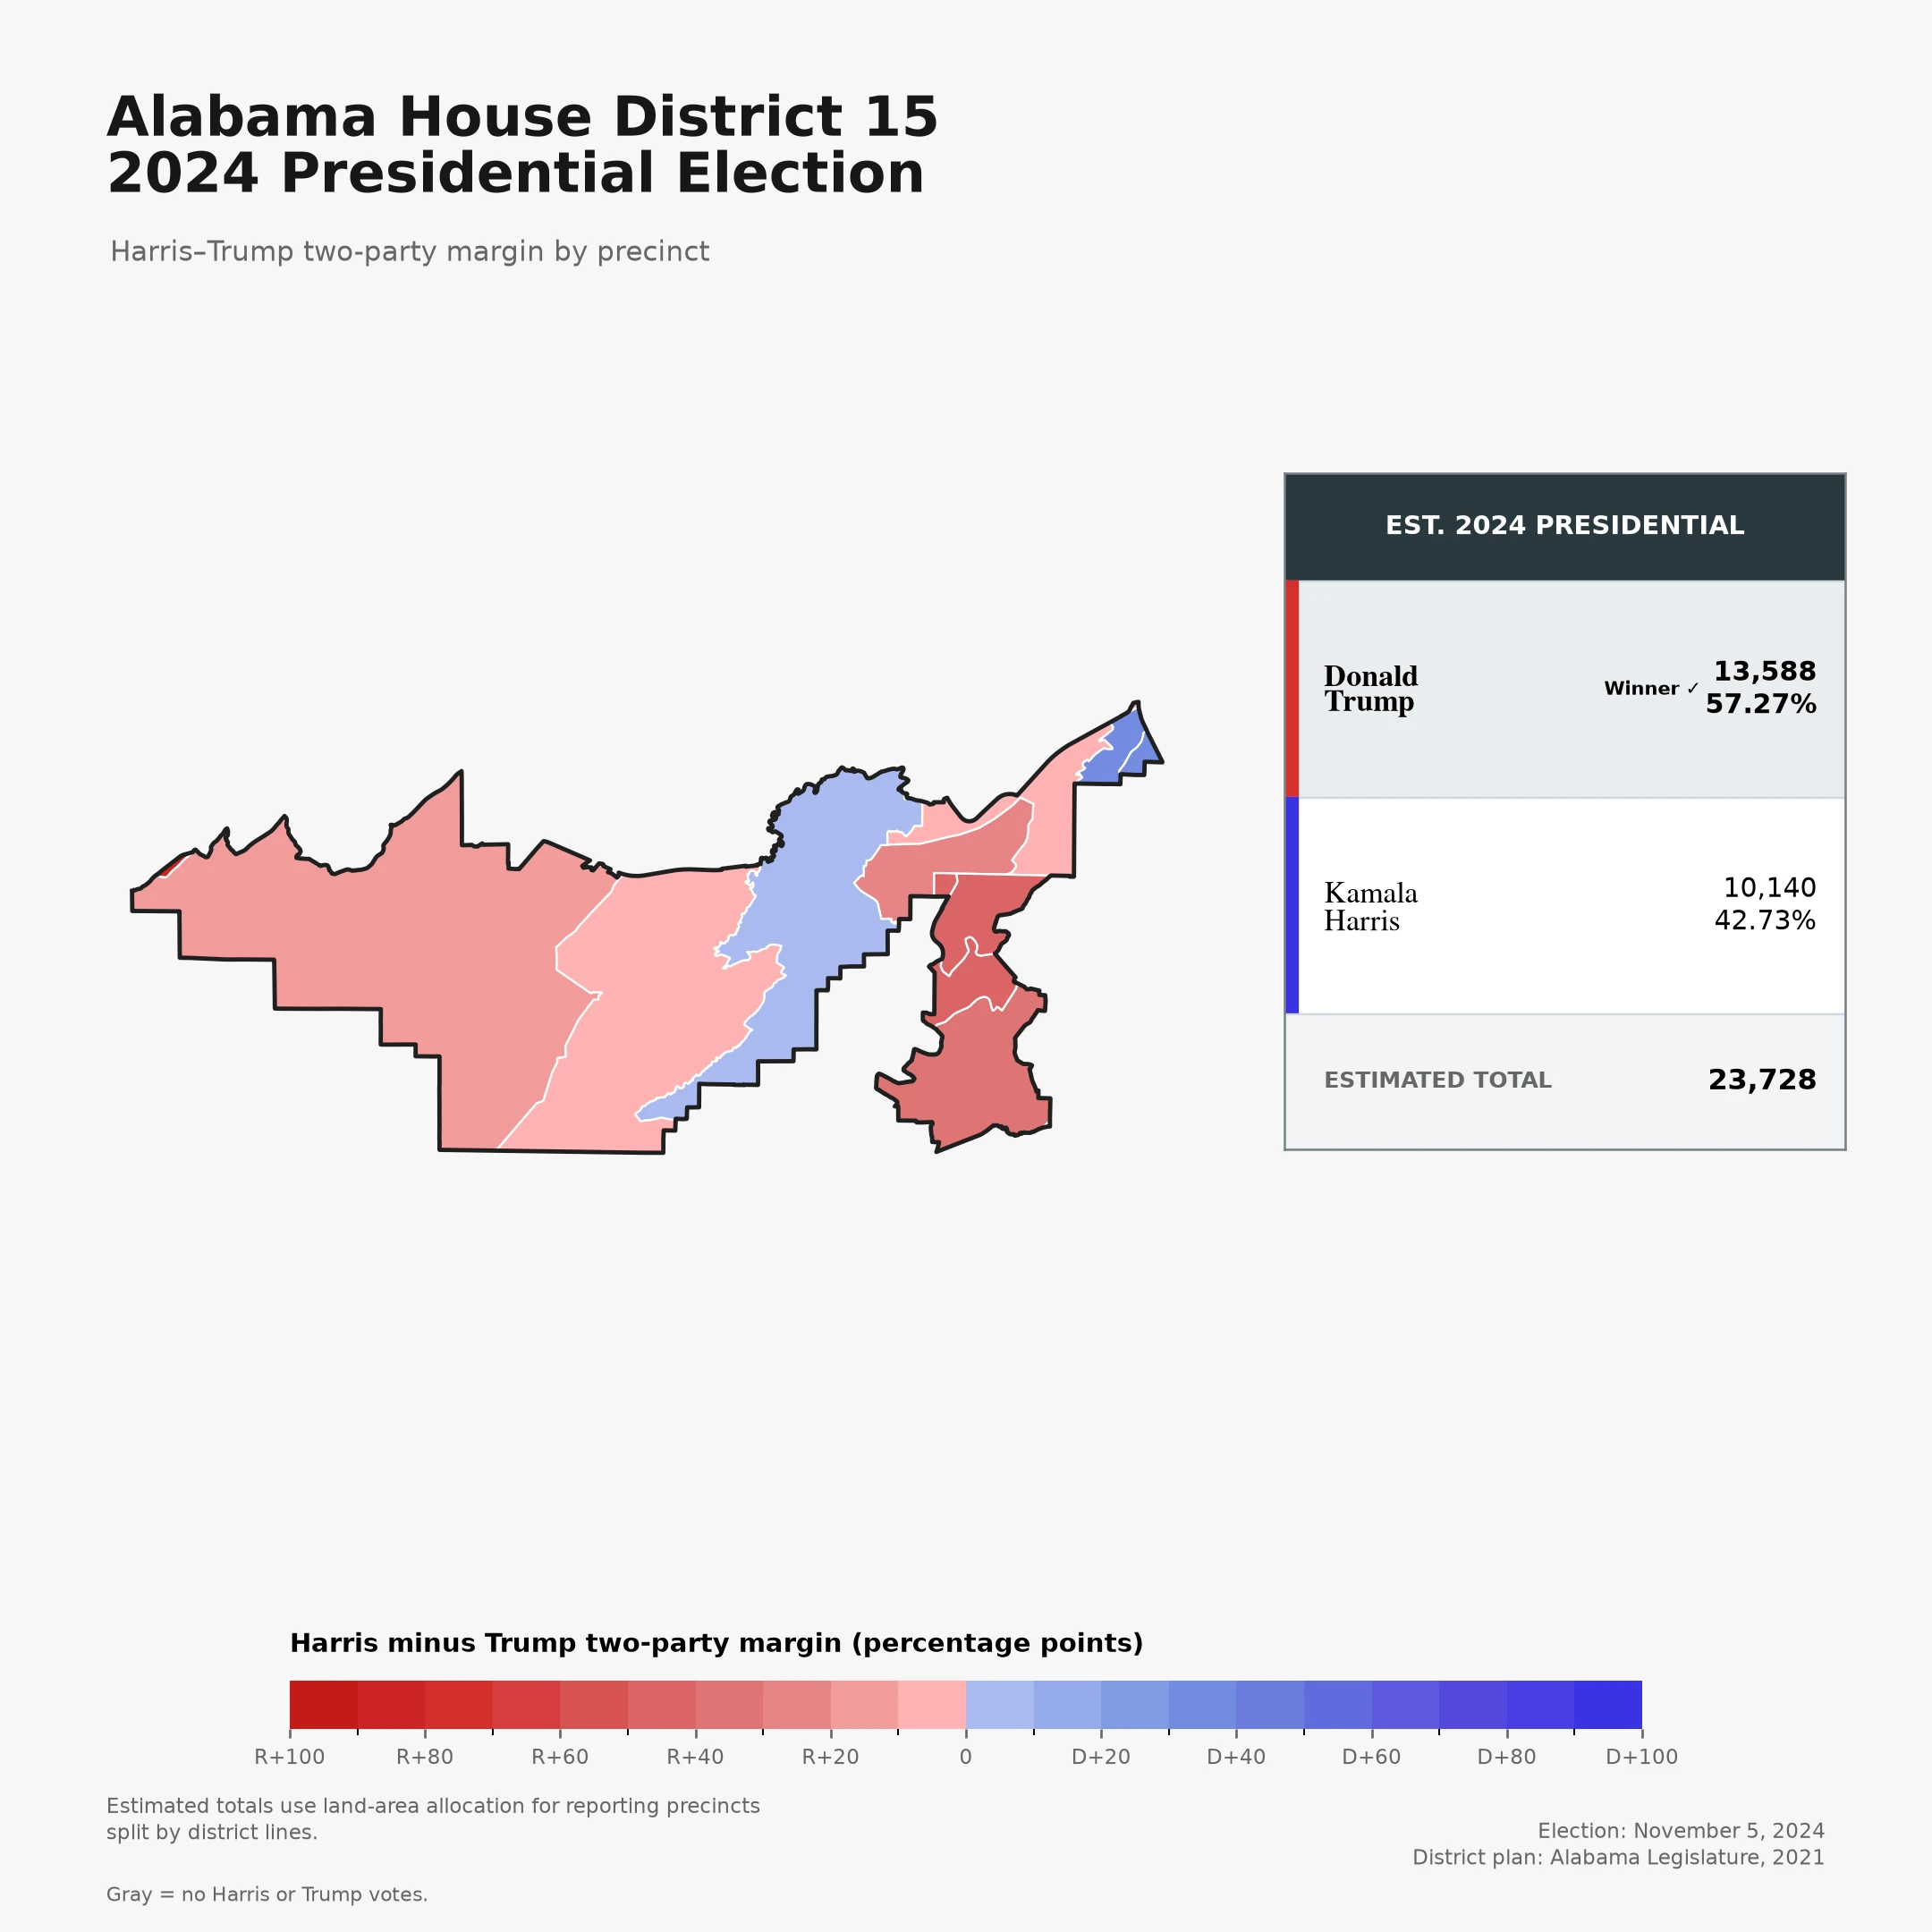 Alabama House District 15
2024 Presidential Election
Harris–Trump two-party margin by precinct
EST. 2024 PRESIDENTIAL
Donald
Trump
Winner ✓
13,588
57.27%
Kamala
Harris
10,140
42.73%
ESTIMATED TOTAL
23,728
Harris minus Trump two-party margin (percentage points)
R+100 R+80 R+60 R+40 R+20 0 D+20 D+40 D+60 D+80 D+100
Estimated totals use land-area allocation for reporting precincts
split by district lines.
Election: November 5, 2024
District plan: Alabama Legislature, 2021
Gray = no Harris or Trump votes.